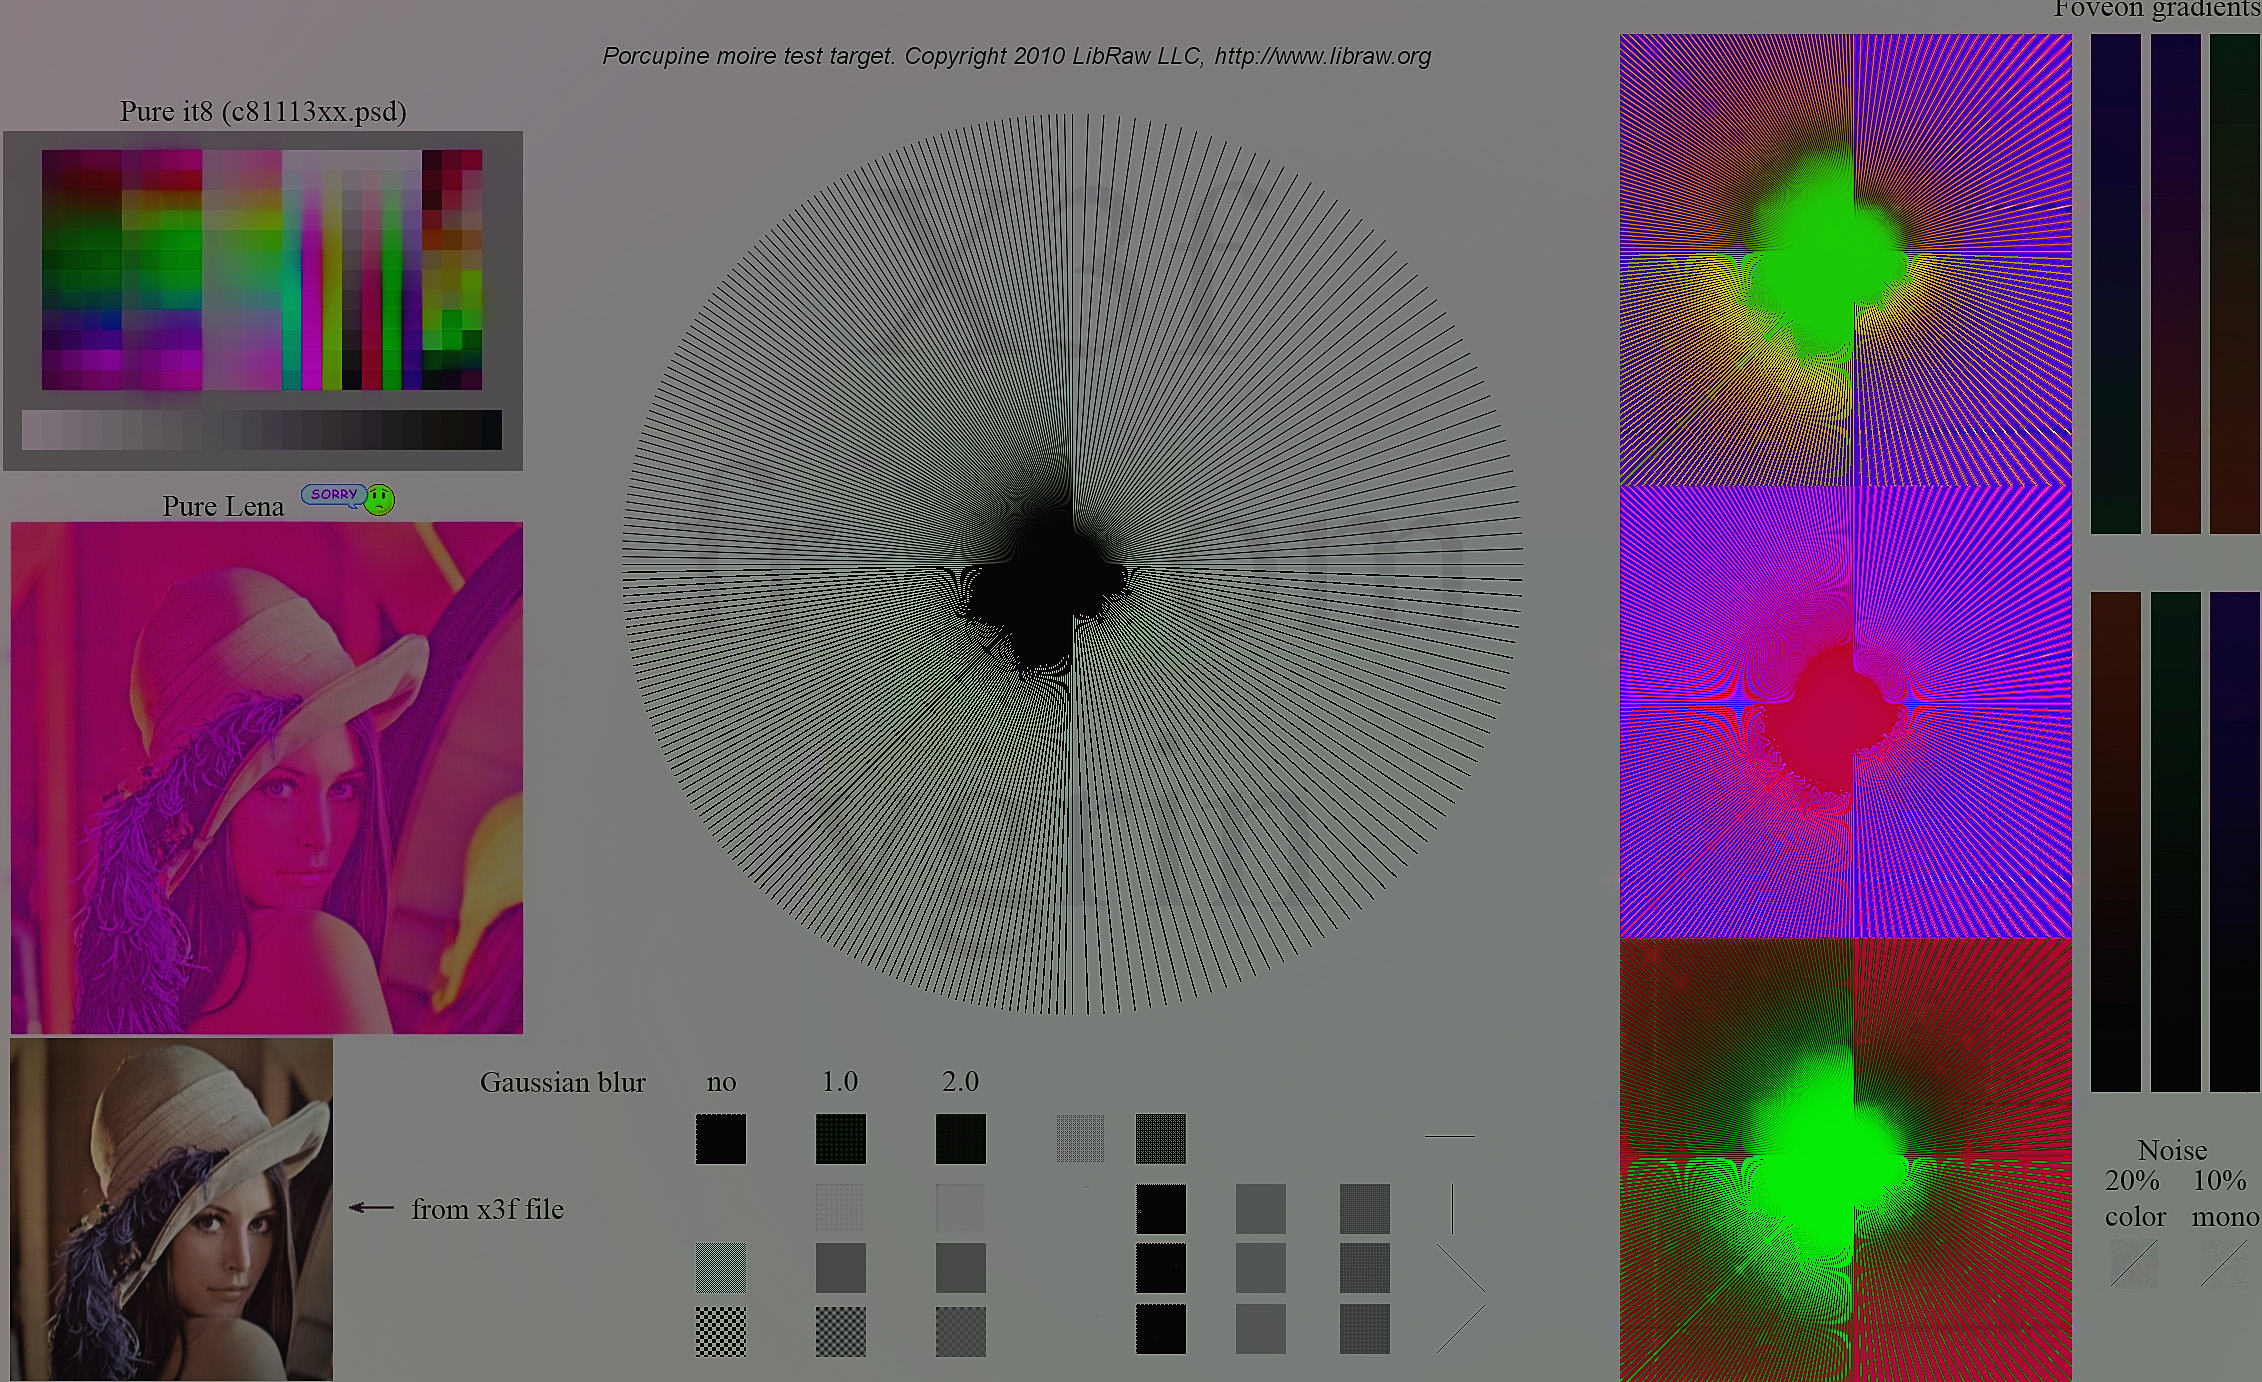 Foveon gradients
Porcupine moire test target. Copyright 2010 LibRaw LLC, http://www.libraw.org
Pure it8 (c81113xx.psd)
Pure Lena
SORRY
Gaussian blur no 1.0 2.0
from x3f file
Noise
20% 10%
color mono